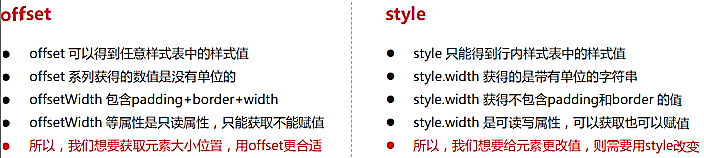 offset
● offset 可以得到任意样式表中的样式值
● offset 系列获得的数值是没有单位的
● offsetWidth 包含padding+border+width
● offsetWidth 等属性是只读属性，只能获取不能赋值
● 所以，我们想要获取元素大小位置，用offset更合适
style
● style 只能得到行内样式表中的样式值
● style.width 获得的是带有单位的字符串
● style.width 获得不包含padding和border 的值
● style.width 是可读写属性，可以获取也可以赋值
● 所以，我们想要给元素更改值，则需要用style改变